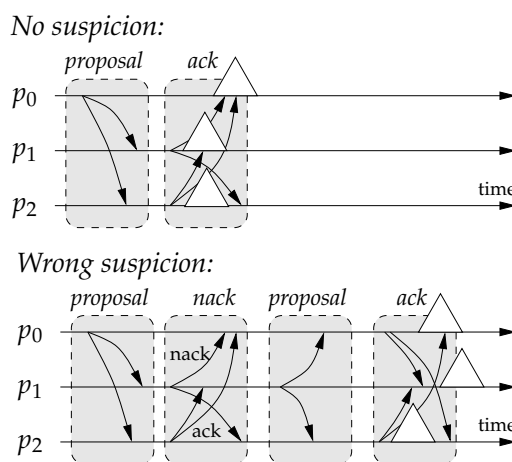 No suspicion:
proposal ack
p0
p1
time
p2
Wrong suspicion:
proposal nack proposal ack
p0
nack
p1
ack
time
p2